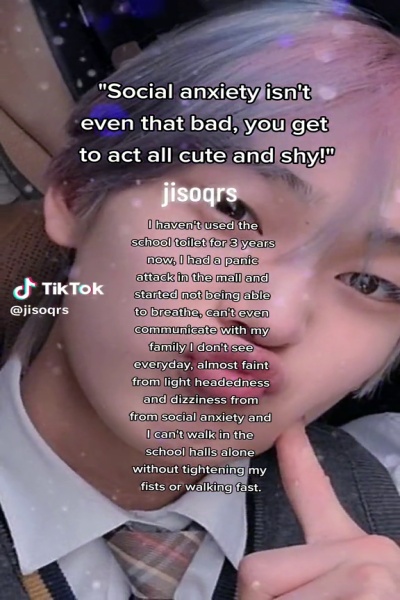 "Social anxiety isn't
even that bad, you get
to act all cute and shy!"
jisoqrs
I haven't used the
school toilet for 3 years
now, I had a panic
attack in the mall and
started not being able
to breathe, can't even
communicate with my
family I don't see
everyday, almost faint
from light headedness
and dizziness from
from social anxiety and
I can't walk in the
school halls alone
without tightening my
fists or walking fast.
TikTok
@jisoqrs